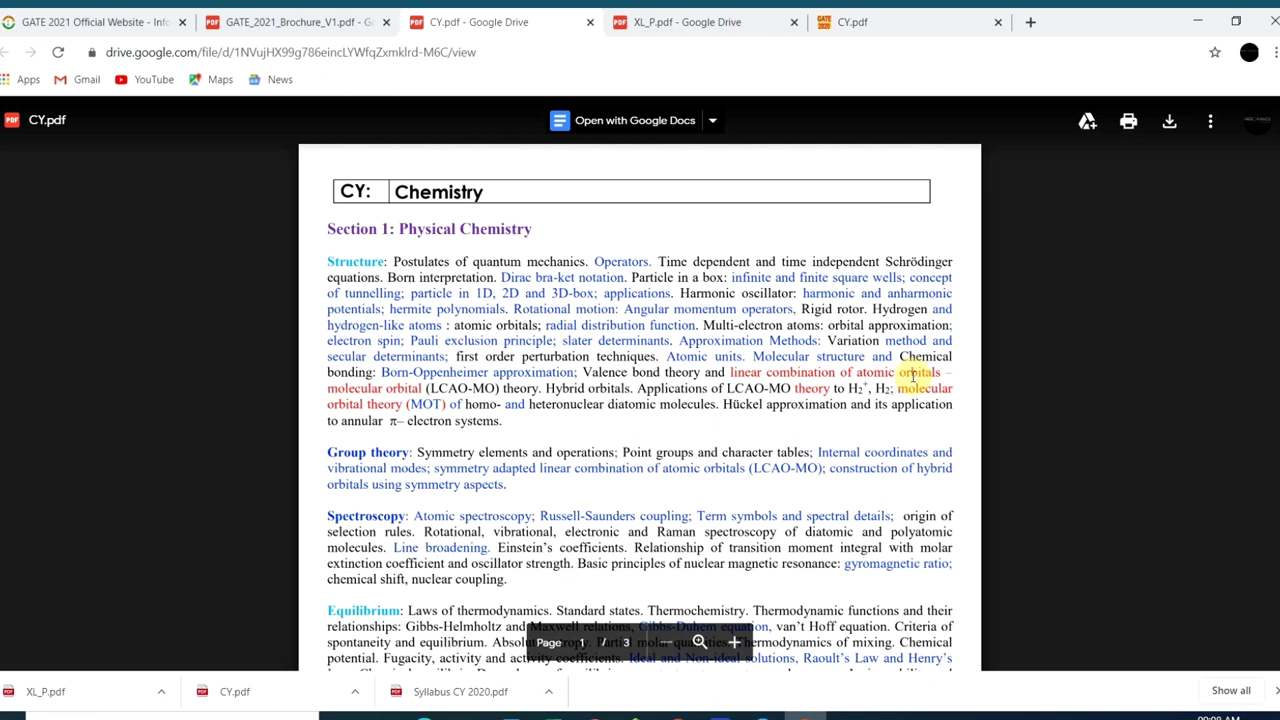 GATE 2021 Official Website - Info
GATE_2021_Brochure_V1.pdf - Go
CY.pdf - Google Drive
XL_P.pdf - Google Drive
GATE 2020 CY.pdf
drive.google.com/file/d/1NVujHX99g786eincLYWfqZxmklrd-M6C/view
Apps Gmail YouTube Maps News
PDF CY.pdf
Open with Google Docs
CY: Chemistry
Section 1: Physical Chemistry
Structure: Postulates of quantum mechanics. Operators. Time dependent and time independent Schrödinger
equations. Born interpretation. Dirac bra-ket notation. Particle in a box: infinite and finite square wells; concept
of tunnelling; particle in 1D, 2D and 3D-box; applications. Harmonic oscillator: harmonic and anharmonic
potentials; hermite polynomials. Rotational motion: Angular momentum operators, Rigid rotor. Hydrogen and
hydrogen-like atoms : atomic orbitals; radial distribution function. Multi-electron atoms: orbital approximation;
electron spin; Pauli exclusion principle; slater determinants. Approximation Methods: Variation method and
secular determinants; first order perturbation techniques. Atomic units. Molecular structure and Chemical
bonding: Born-Oppenheimer approximation; Valence bond theory and linear combination of atomic orbitals –
molecular orbital (LCAO-MO) theory. Hybrid orbitals. Applications of LCAO-MO theory to H2+, H2; molecular
orbital theory (MOT) of homo- and heteronuclear diatomic molecules. Hückel approximation and its application
to annular π– electron systems.
Group theory: Symmetry elements and operations; Point groups and character tables; Internal coordinates and
vibrational modes; symmetry adapted linear combination of atomic orbitals (LCAO-MO); construction of hybrid
orbitals using symmetry aspects.
Spectroscopy: Atomic spectroscopy; Russell-Saunders coupling; Term symbols and spectral details; origin of
selection rules. Rotational, vibrational, electronic and Raman spectroscopy of diatomic and polyatomic
molecules. Line broadening. Einstein's coefficients. Relationship of transition moment integral with molar
extinction coefficient and oscillator strength. Basic principles of nuclear magnetic resonance: gyromagnetic ratio;
chemical shift, nuclear coupling.
Equilibrium: Laws of thermodynamics. Standard states. Thermochemistry. Thermodynamic functions and their
relationships: Gibbs-Helmholtz and Maxwell relations, Gibbs-Duhem equation, van't Hoff equation. Criteria of
spontaneity and equilibrium. Absolute entropy. Partial molar quantities. Thermodynamics of mixing. Chemical
potential. Fugacity, activity and activity coefficients. Ideal and Non-ideal solutions, Raoult's Law and Henry's
Page 1 / 3
XL_P.pdf
CY.pdf
Syllabus CY 2020.pdf
Show all